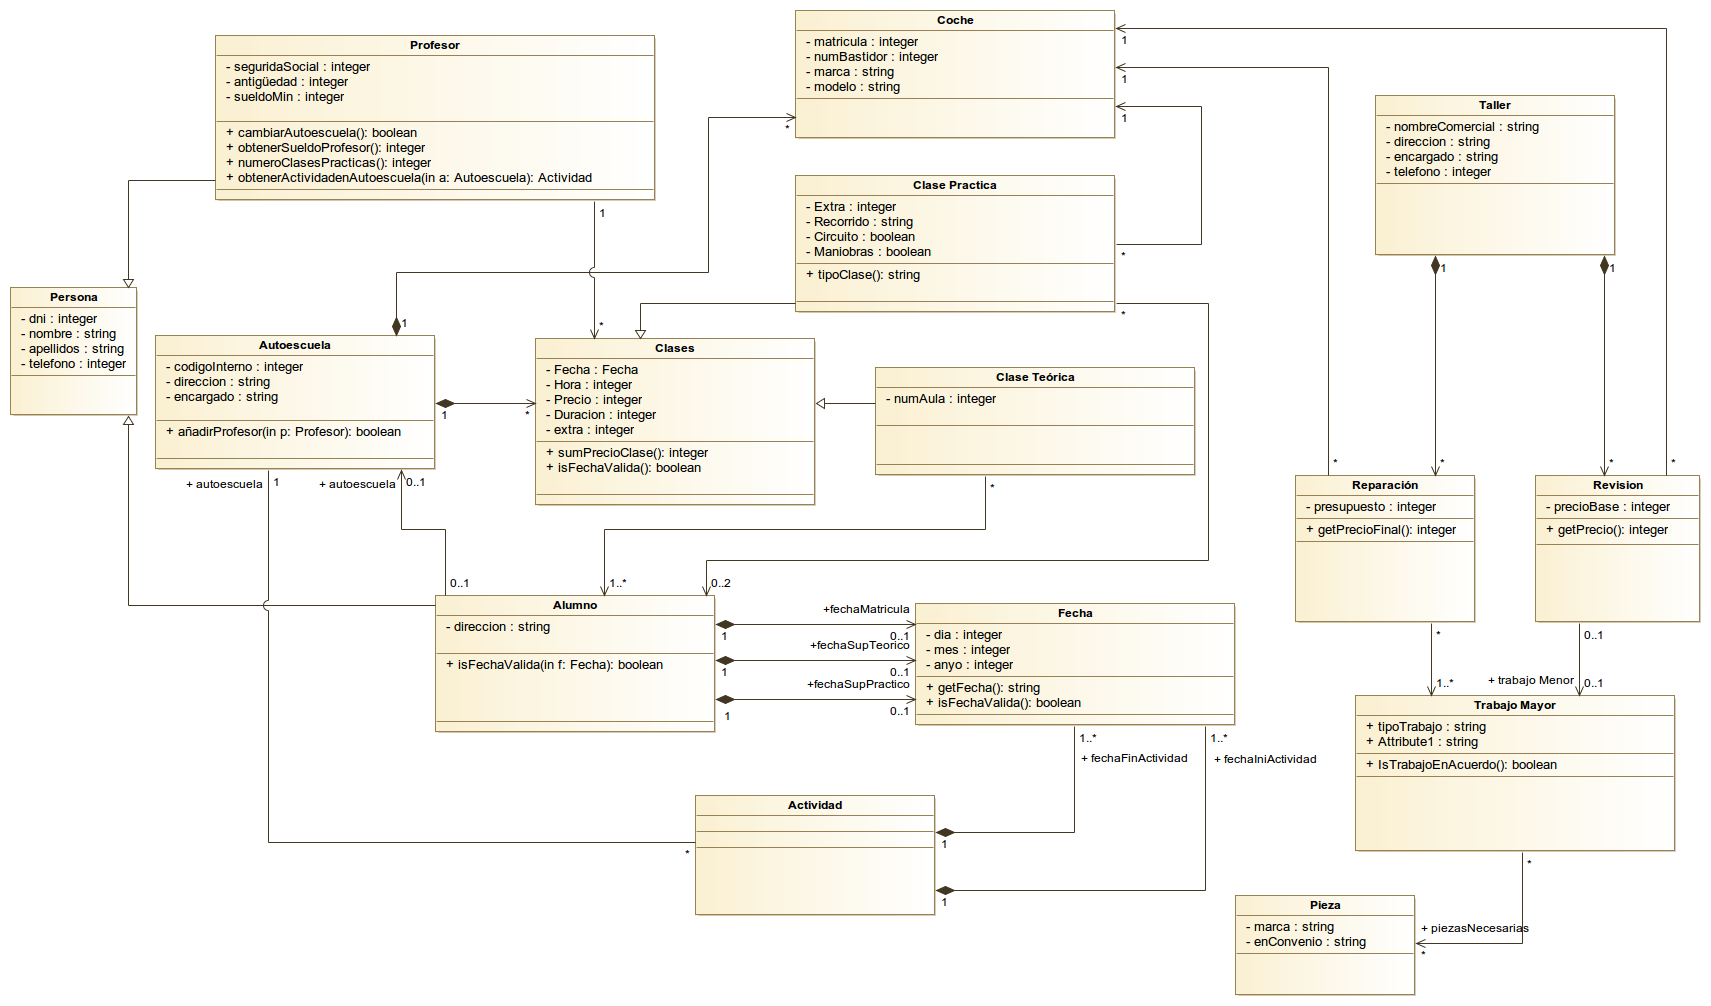 Profesor
- seguridaSocial : integer
- antigüedad : integer
- sueldoMin : integer
+ cambiarAutoescuela(): boolean
+ obtenerSueldoProfesor(): integer
+ numeroClasesPracticas(): integer
+ obtenerActividadenAutoescuela(in a: Autoescuela): Actividad
1
*
Coche
- matricula : integer
- numBastidor : integer
- marca : string
- modelo : string
1
1
1
*
Clase Practica
- Extra : integer
- Recorrido : string
- Circuito : boolean
- Maniobras : boolean
+ tipoClase(): string
*
*
Taller
- nombreComercial : string
- direccion : string
- encargado : string
- telefono : integer
1
1
*
*
*
*
Persona
- dni : integer
- nombre : string
- apellidos : string
- telefono : integer
1
Autoescuela
- codigoInterno : integer
- direccion : string
- encargado : string
+ añadirProfesor(in p: Profesor): boolean
1
*
+ autoescuela
1
+ autoescuela
0..1
Clases
- Fecha : Fecha
- Hora : integer
- Precio : integer
- Duracion : integer
- extra : integer
+ sumPrecioClase(): integer
+ isFechaValida(): boolean
Clase Teórica
- numAula : integer
*
Reparación
- presupuesto : integer
+ getPrecioFinal(): integer
*
1..*
Revision
- precioBase : integer
+ getPrecio(): integer
0..1
+ trabajo Menor
0..1
0..1
1..*
0..2
Alumno
- direccion : string
+ isFechaValida(in f: Fecha): boolean
+fechaMatricula
1
0..1
+fechaSupTeorico
1
0..1
+fechaSupPractico
1
0..1
Fecha
- dia : integer
- mes : integer
- anyo : integer
+ getFecha(): string
+ isFechaValida(): boolean
1..*
+ fechaFinActividad
1..*
+ fechaIniActividad
Trabajo Mayor
+ tipoTrabajo : string
+ Attribute1 : string
+ IsTrabajoEnAcuerdo(): boolean
*
Actividad
*
1
1
Pieza
- marca : string
- enConvenio : string
+ piezasNecesarias
*